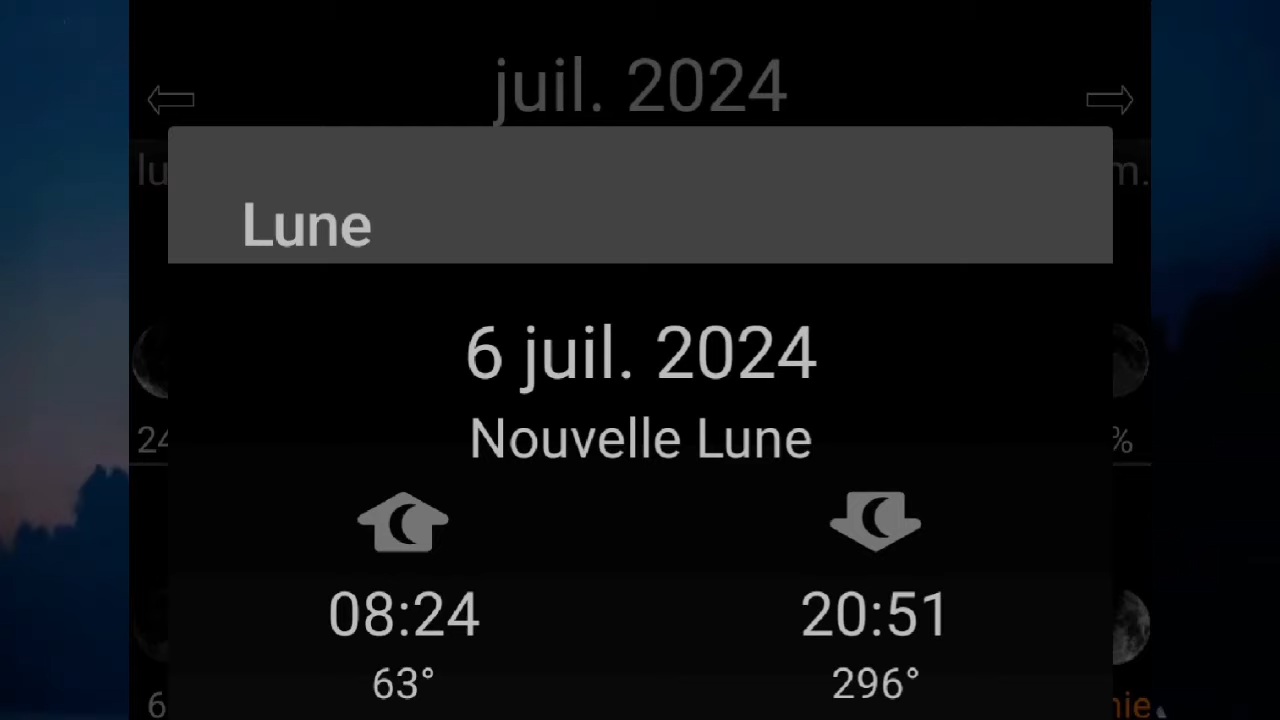 juil. 2024
Lune
6 juil. 2024
Nouvelle Lune
08:24 20:51
63° 296°